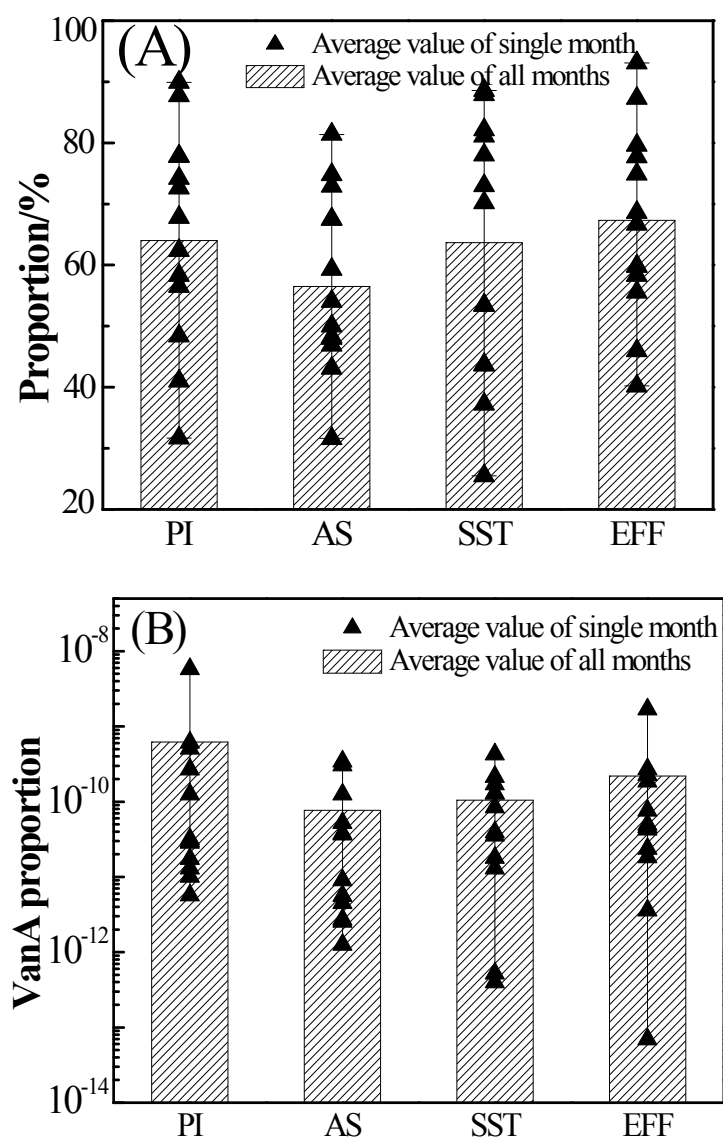 (A)
Average value of single month
Average value of all months
Proportion/%
100
80
60
40
20
PI AS SST EFF
(B)
Average value of single month
Average value of all months
VanA proportion
10^-8
10^-10
10^-12
10^-14
PI AS SST EFF